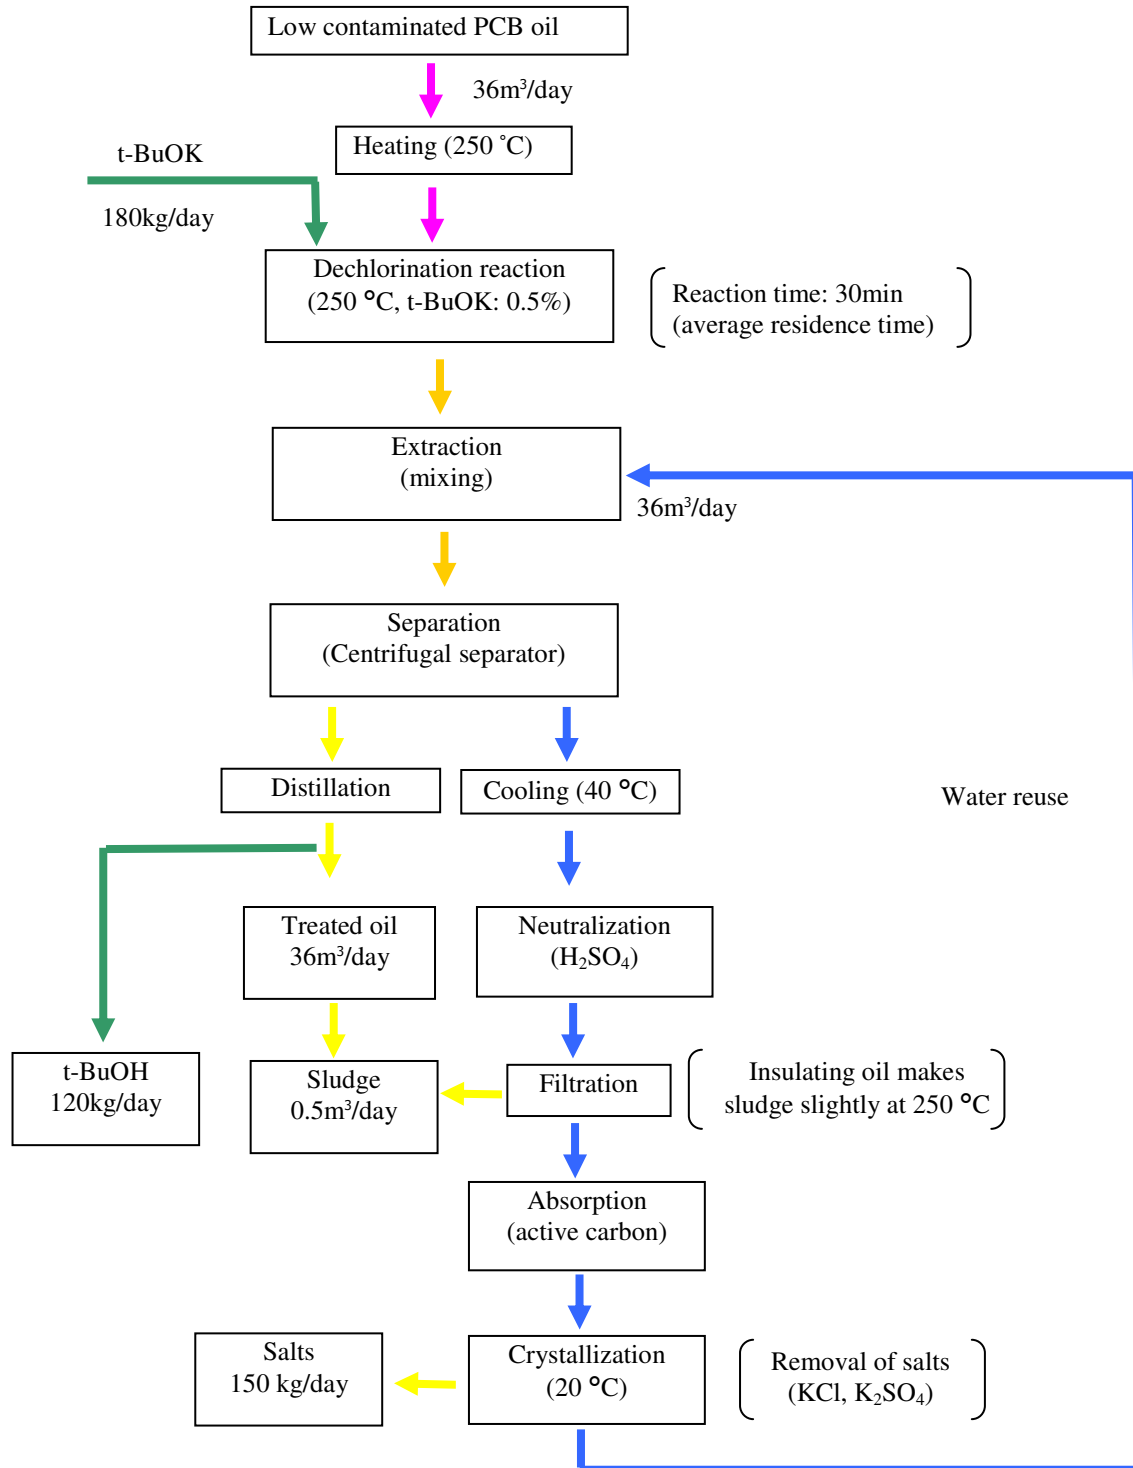 Low contaminated PCB oil
36m³/day
Heating (250 ˚C)
t-BuOK
180kg/day
Dechlorination reaction
(250 °C, t-BuOK: 0.5%)
Reaction time: 30min
(average residence time)
Extraction
(mixing)
36m³/day
Separation
(Centrifugal separator)
Distillation
Cooling (40 °C)
Water reuse
Treated oil
36m³/day
Neutralization
(H₂SO₄)
t-BuOH
120kg/day
Sludge
0.5m³/day
Filtration
Insulating oil makes
sludge slightly at 250 °C
Absorption
(active carbon)
Salts
150 kg/day
Crystallization
(20 °C)
Removal of salts
(KCl, K₂SO₄)